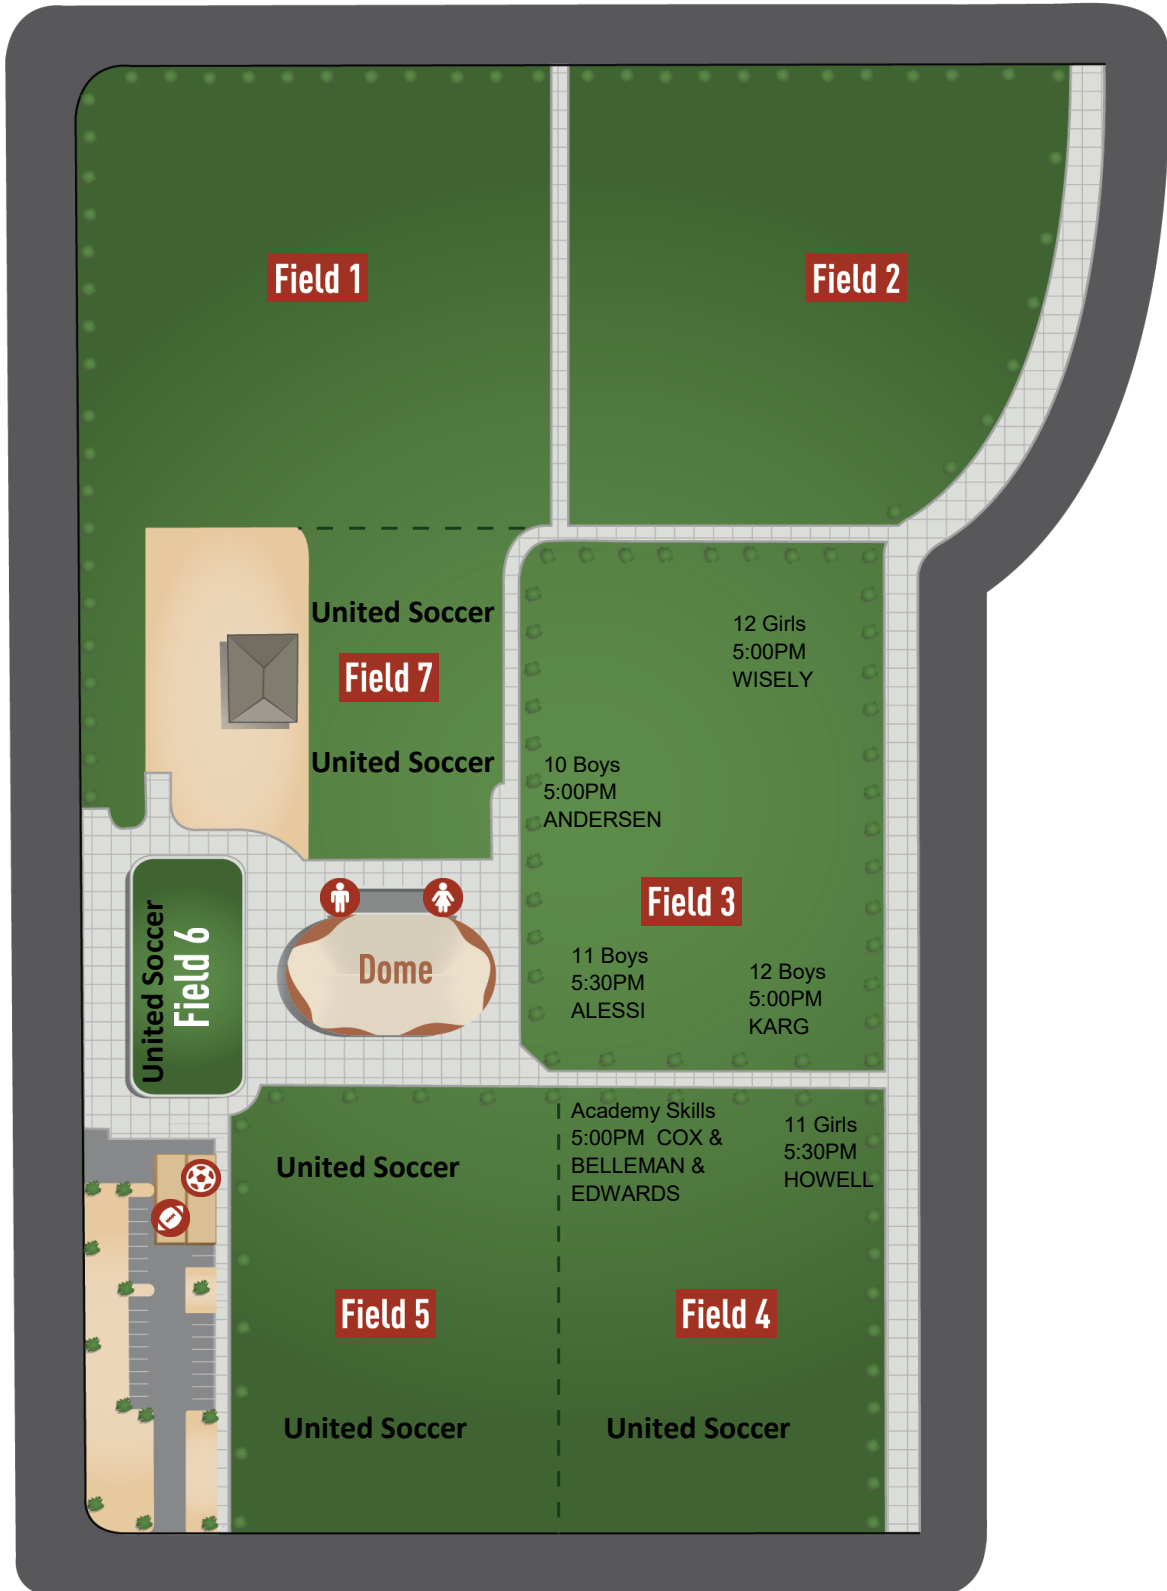 Field 1
Field 2
United Soccer
Field 7
United Soccer
12 Girls
5:00PM
WISELY
10 Boys
5:00PM
ANDERSEN
Field 3
11 Boys
5:30PM
ALESSI
12 Boys
5:00PM
KARG
United Soccer
Field 6
Dome
United Soccer
Academy Skills
5:00PM  COX &
BELLEMAN &
EDWARDS
11 Girls
5:30PM
HOWELL
Field 5
Field 4
United Soccer
United Soccer